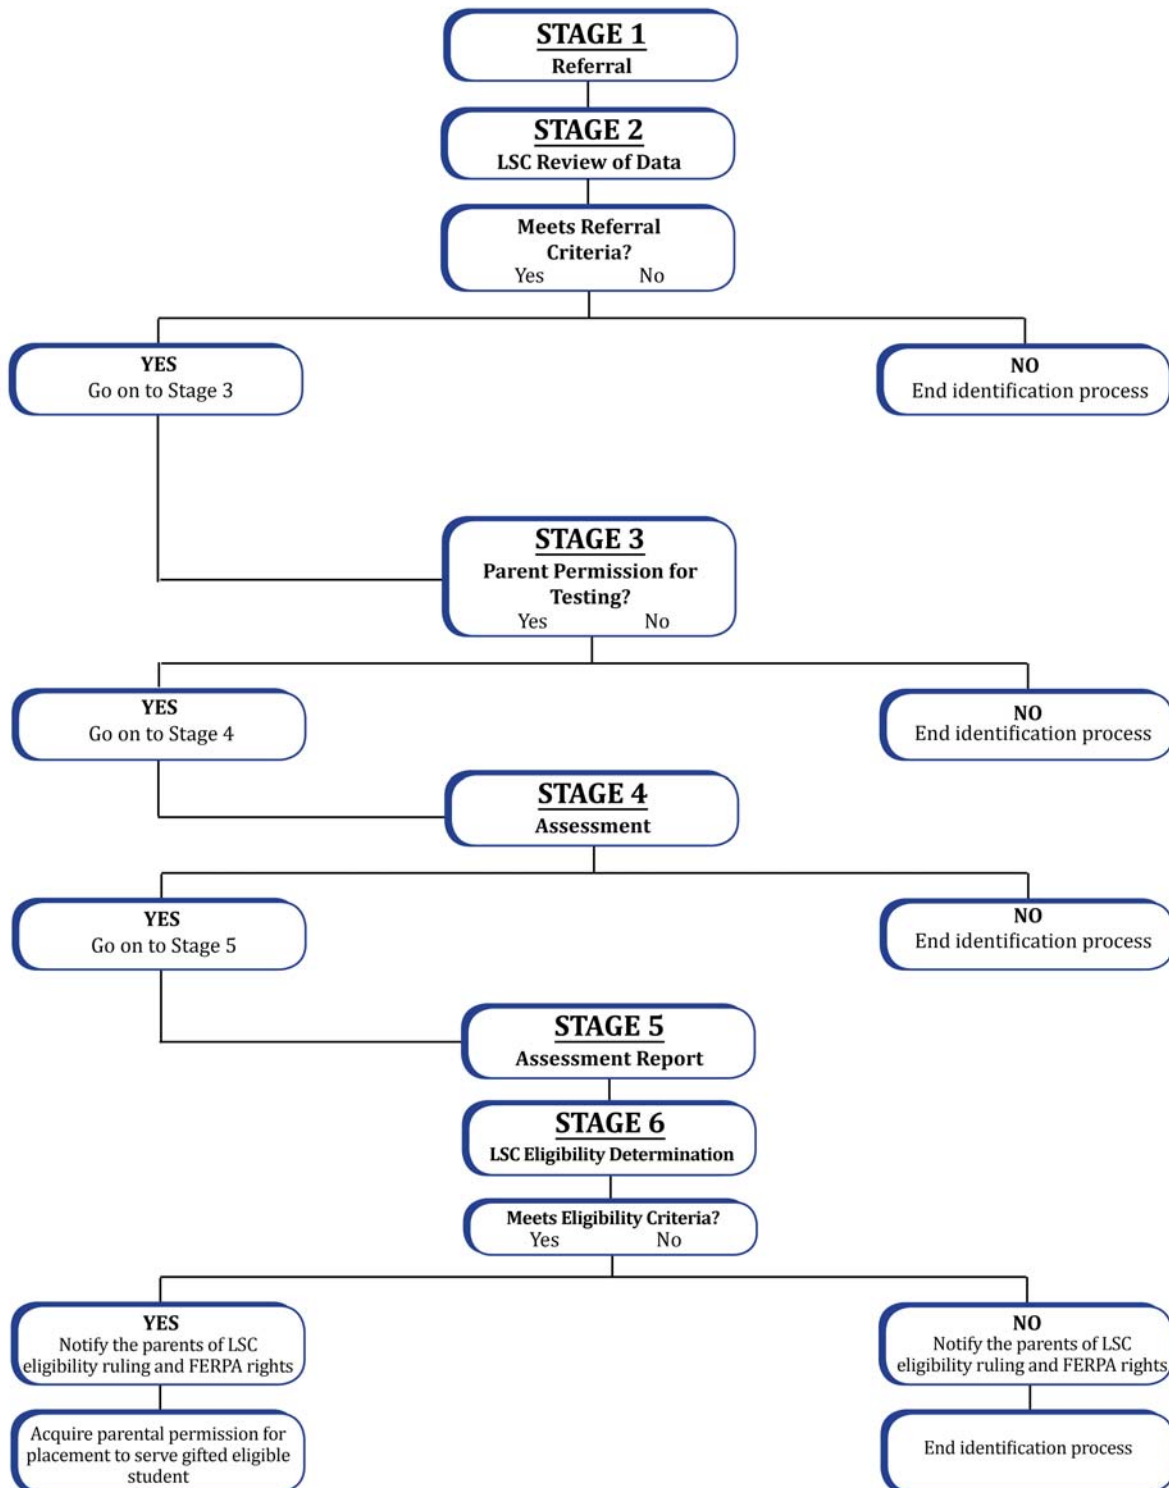 STAGE 1
Referral
STAGE 2
LSC Review of Data
Meets Referral
Criteria?
Yes No
YES
Go on to Stage 3
NO
End identification process
STAGE 3
Parent Permission for
Testing?
Yes No
YES
Go on to Stage 4
NO
End identification process
STAGE 4
Assessment
YES
Go on to Stage 5
NO
End identification process
STAGE 5
Assessment Report
STAGE 6
LSC Eligibility Determination
Meets Eligibility Criteria?
Yes No
YES
Notify the parents of LSC
eligibility ruling and FERPA rights
NO
Notify the parents of LSC
eligibility ruling and FERPA rights
Acquire parental permission for
placement to serve gifted eligible
student
End identification process